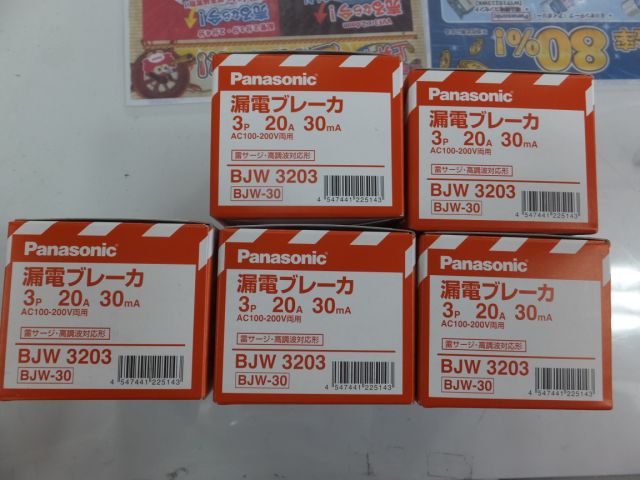 80%!
Panasonic
漏電ブレーカ
3P 20A 30mA
AC100-200V両用
雷サージ・高調波対応形
BJW 3203
BJW-30
4 547441 225143
Panasonic
漏電ブレーカ
3P 20A 30mA
AC100-200V両用
雷サージ・高調波対応形
BJW 3203
BJW-30
4 547441 225143
Panasonic
漏電ブレーカ
3P 20A 30mA
AC100-200V両用
雷サージ・高調波対応形
BJW 3203
BJW-30
4 547441 225143
Panasonic
漏電ブレーカ
3P 20A 30mA
AC100-200V両用
雷サージ・高調波対応形
BJW 3203
BJW-30
4 547441 225143
Panasonic
漏電ブレーカ
3P 20A 30mA
AC100-200V両用
雷サージ・高調波対応形
BJW 3203
BJW-30
4 547441 225143